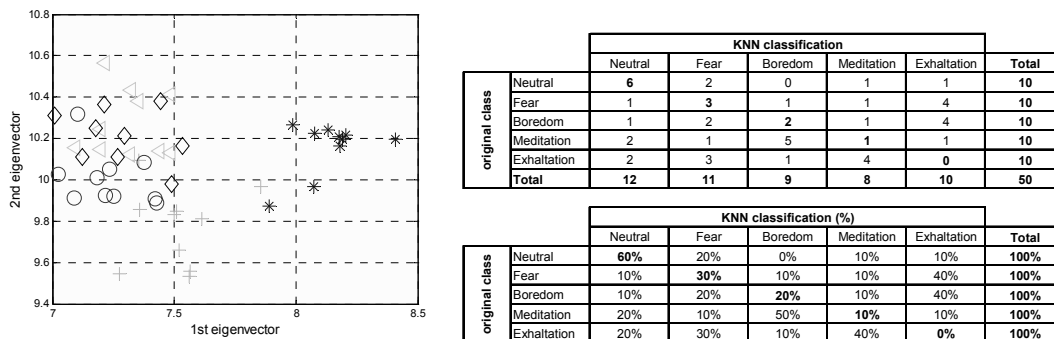 10.8
10.6
10.4
10.2
10
9.8
9.6
9.4
2nd eigenvector
7 7.5 8 8.5
1st eigenvector
KNN classification
Neutral Fear Boredom Meditation Exhaltation Total
original class
Neutral 6 2 0 1 1 10
Fear 1 3 1 1 4 10
Boredom 1 2 2 1 4 10
Meditation 2 1 5 1 1 10
Exhaltation 2 3 1 4 0 10
Total 12 11 9 8 10 50
KNN classification (%)
Neutral Fear Boredom Meditation Exhaltation Total
original class
Neutral 60% 20% 0% 10% 10% 100%
Fear 10% 30% 10% 10% 40% 100%
Boredom 10% 20% 20% 10% 40% 100%
Meditation 20% 10% 50% 10% 10% 100%
Exhaltation 20% 30% 10% 40% 0% 100%